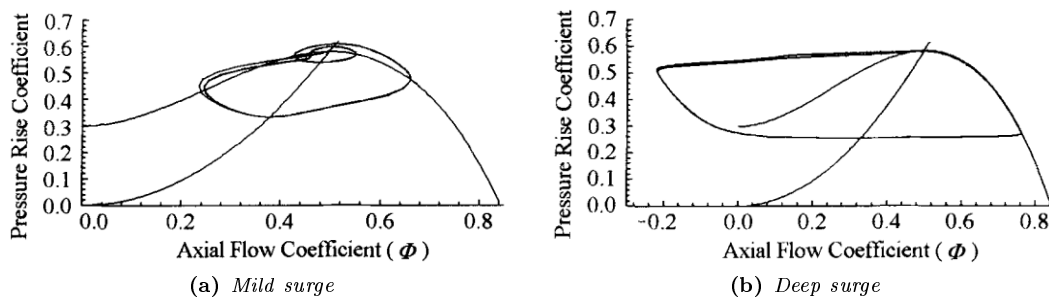 Pressure Rise Coefficient
0.7
0.6
0.5
0.4
0.3
0.2
0.1
0.0
0.0 0.2 0.4 0.6 0.8
Axial Flow Coefficient ( Φ )
(a) Mild surge
Pressure Rise Coefficient
0.7
0.6
0.5
0.4
0.3
0.2
0.1
0.0
-0.2 0.0 0.2 0.4 0.6 0.8
Axial Flow Coefficient ( Φ )
(b) Deep surge